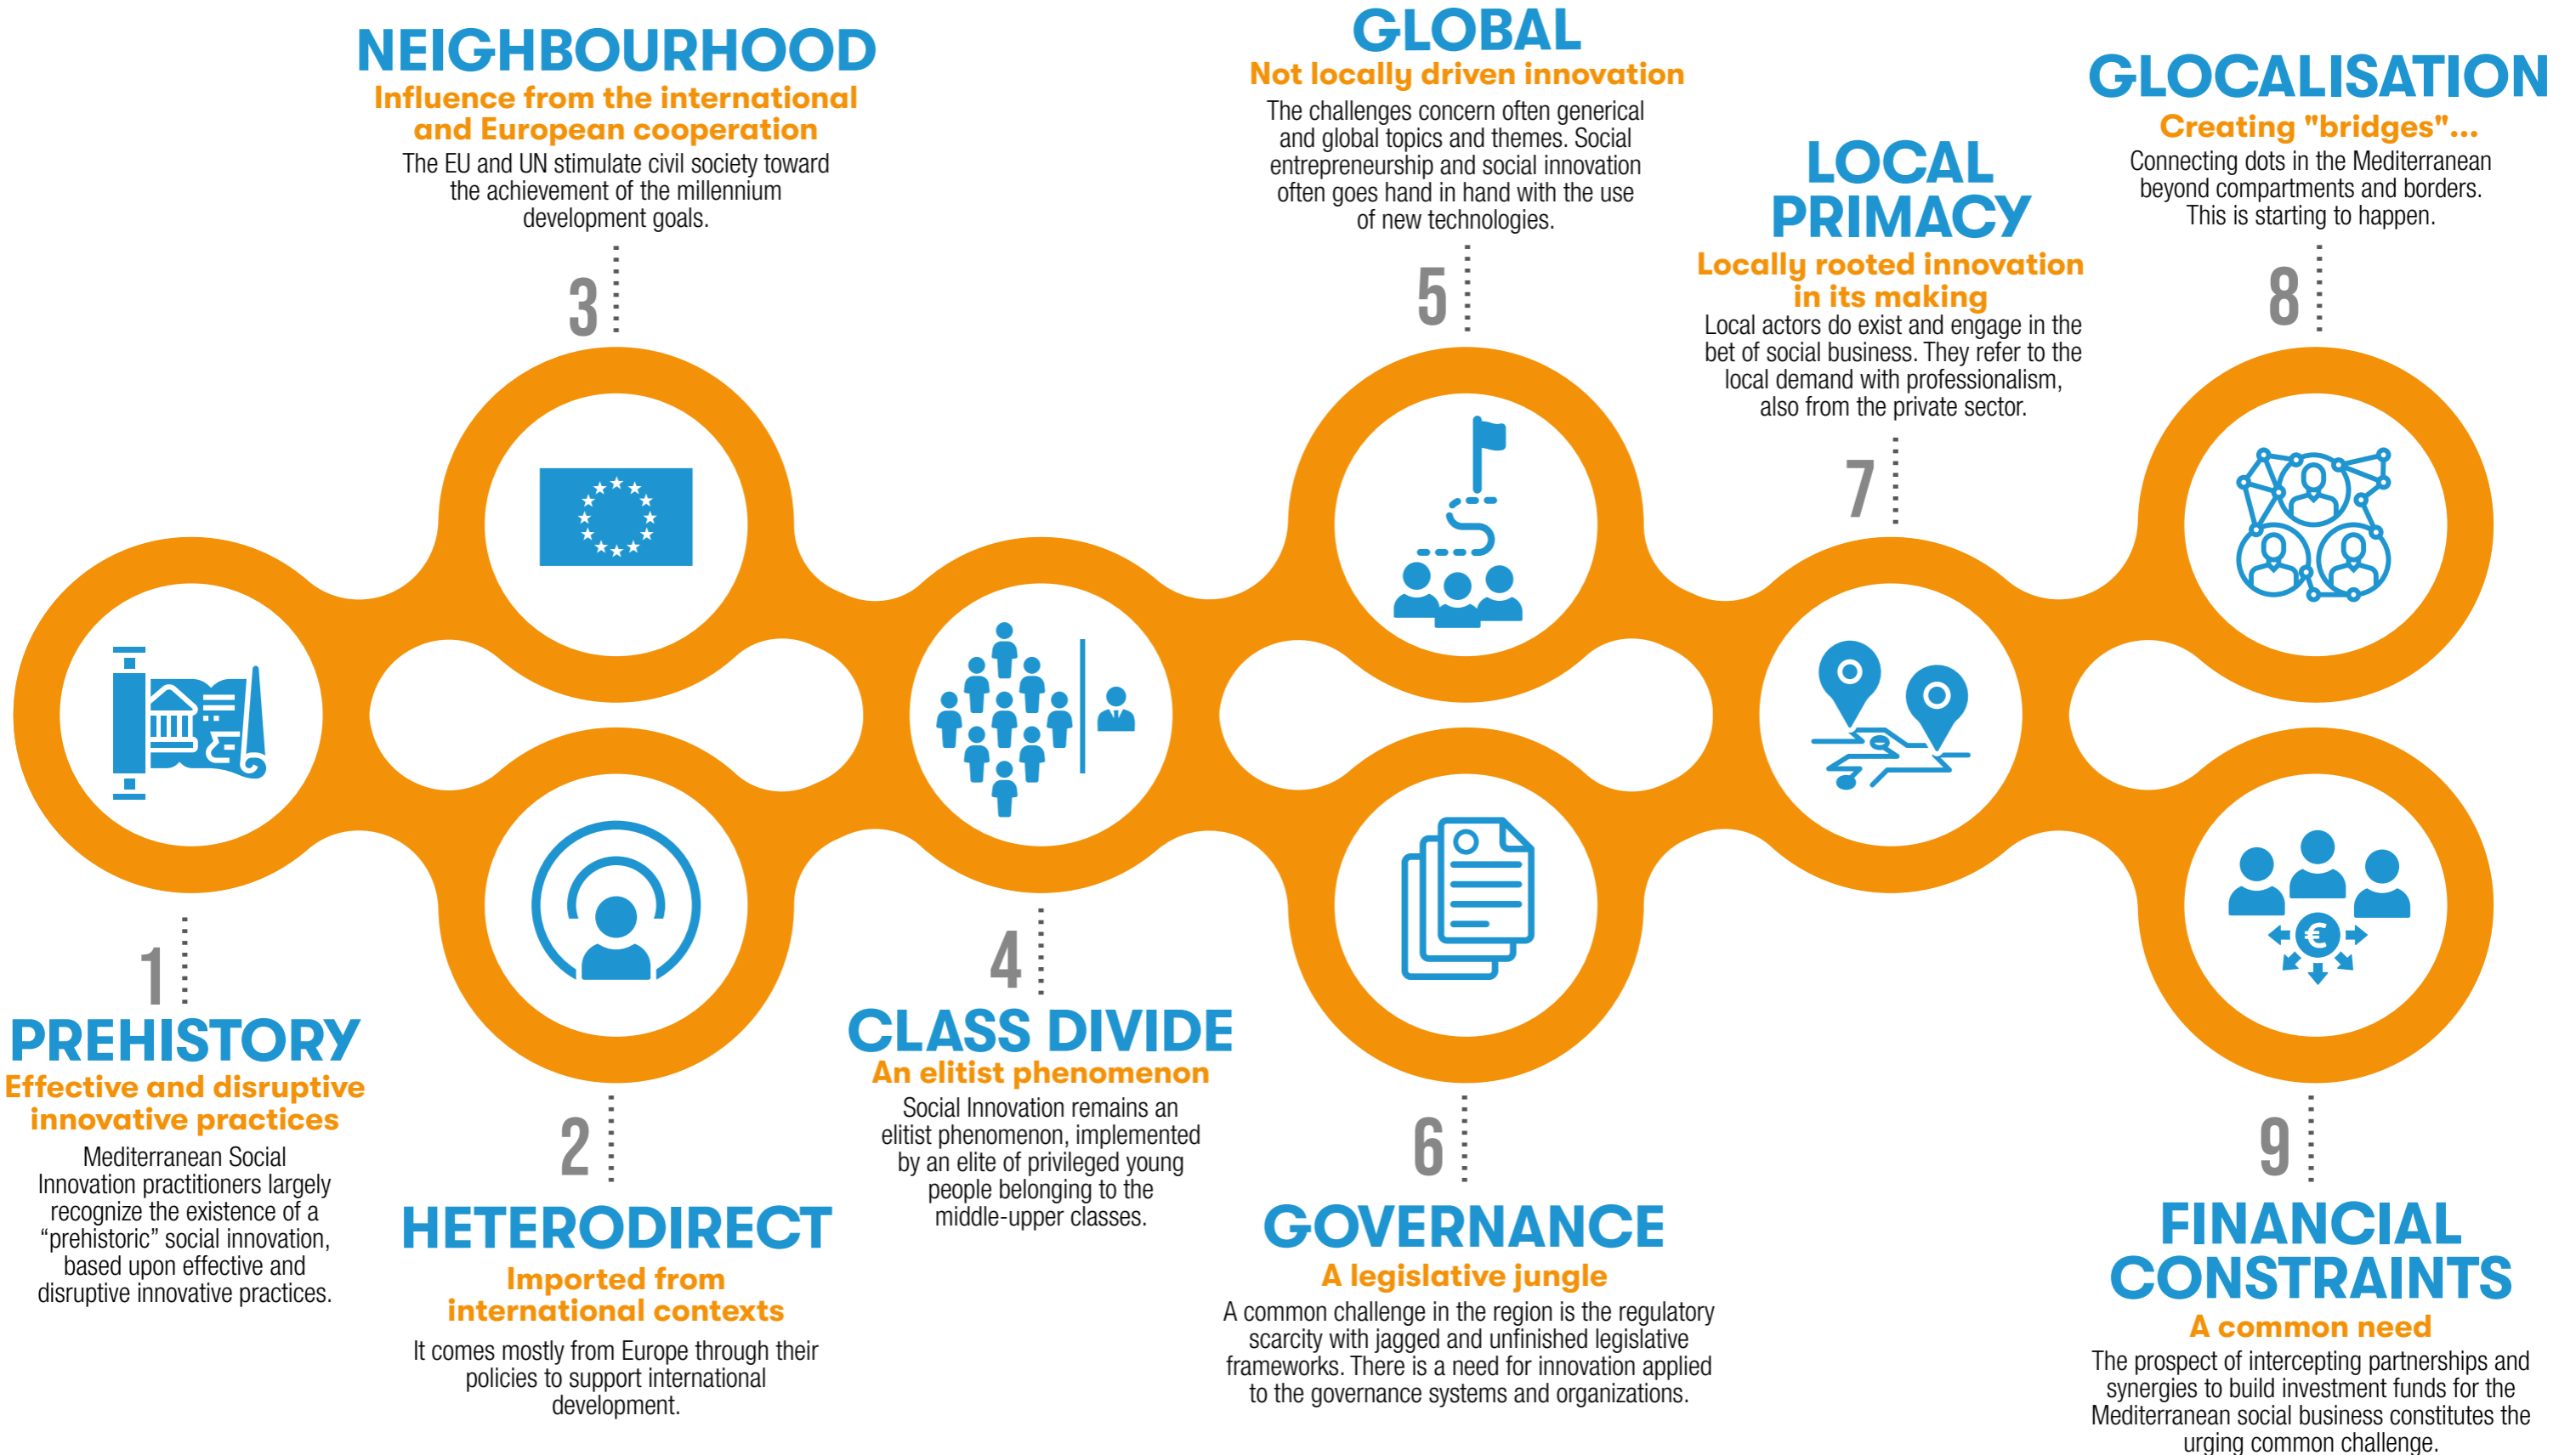 1
PREHISTORY
Effective and disruptive
innovative practices
Mediterranean Social
Innovation practitioners largely
recognize the existence of a
“prehistoric” social innovation,
based upon effective and
disruptive innovative practices.
2
HETERODIRECT
Imported from
international contexts
It comes mostly from Europe through their
policies to support international
development.
NEIGHBOURHOOD
Influence from the international
and European cooperation
The EU and UN stimulate civil society toward
the achievement of the millennium
development goals.
3
4
CLASS DIVIDE
An elitist phenomenon
Social Innovation remains an
elitist phenomenon, implemented
by an elite of privileged young
people belonging to the
middle-upper classes.
GLOBAL
Not locally driven innovation
The challenges concern often generical
and global topics and themes. Social
entrepreneurship and social innovation
often goes hand in hand with the use
of new technologies.
5
6
GOVERNANCE
A legislative jungle
A common challenge in the region is the regulatory
scarcity with jagged and unfinished legislative
frameworks. There is a need for innovation applied
to the governance systems and organizations.
LOCAL
PRIMACY
Locally rooted innovation
in its making
Local actors do exist and engage in the
bet of social business. They refer to the
local demand with professionalism,
also from the private sector.
7
GLOCALISATION
Creating "bridges"...
Connecting dots in the Mediterranean
beyond compartments and borders.
This is starting to happen.
8
€
9
FINANCIAL
CONSTRAINTS
A common need
The prospect of intercepting partnerships and
synergies to build investment funds for the
Mediterranean social business constitutes the
urging common challenge.